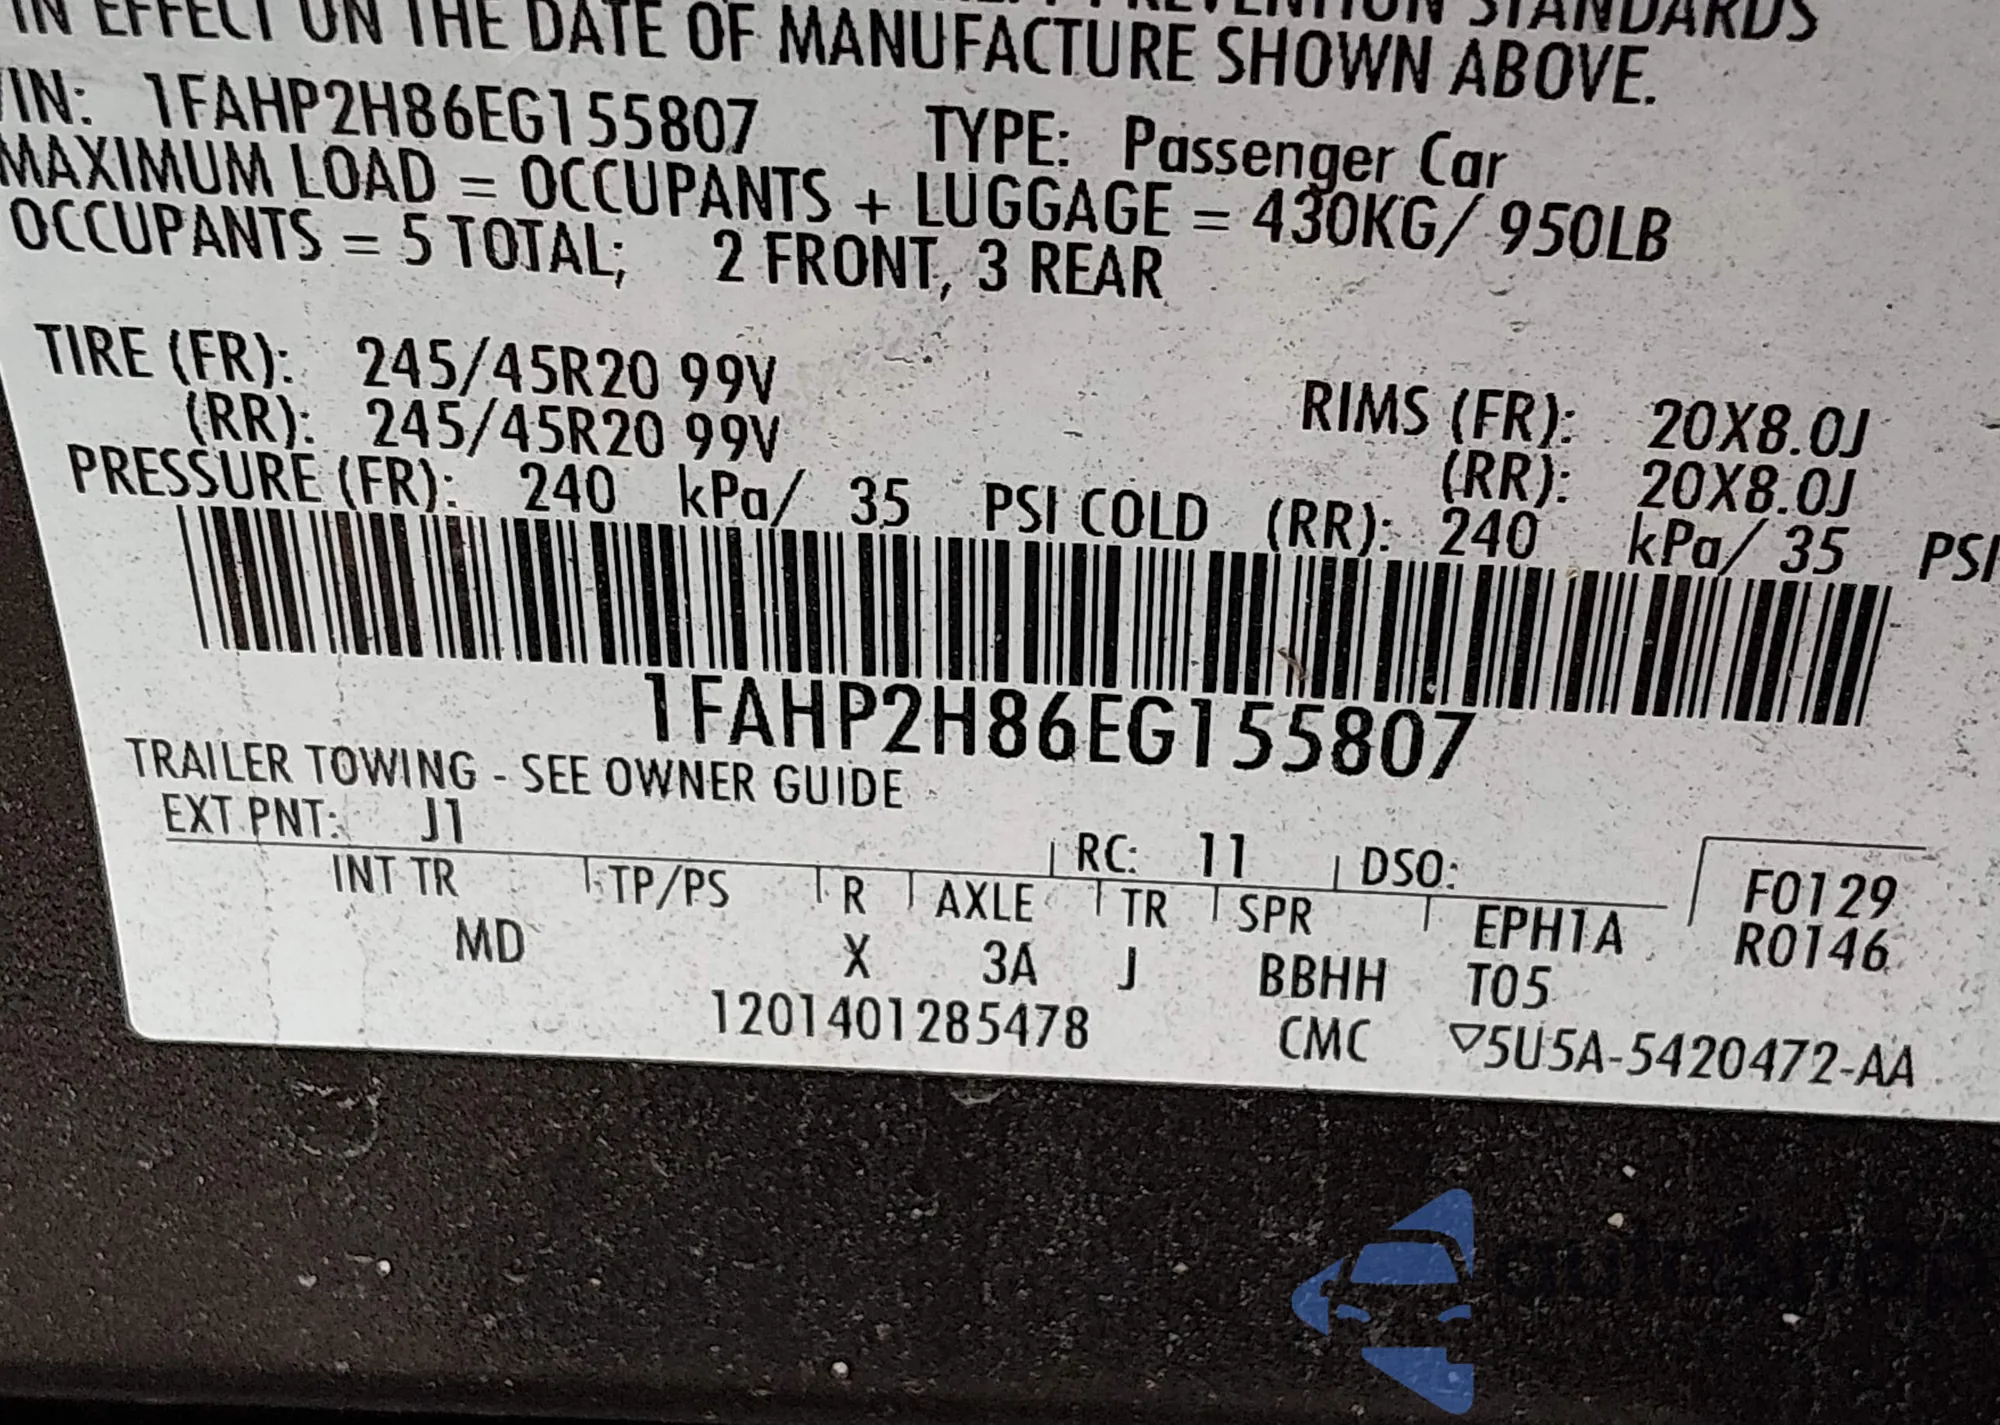 PREVENTION STANDARDS
IN EFFECT ON THE DATE OF MANUFACTURE SHOWN ABOVE.
VIN: 1FAHP2H86EG155807 TYPE: Passenger Car
MAXIMUM LOAD = OCCUPANTS + LUGGAGE = 430KG/ 950LB
OCCUPANTS = 5 TOTAL; 2 FRONT, 3 REAR
TIRE (FR): 245/45R20 99V RIMS (FR): 20X8.0J
(RR): 245/45R20 99V (RR): 20X8.0J
PRESSURE (FR): 240 kPa/ 35 PSI COLD (RR): 240 kPa/ 35 PSI
1FAHP2H86EG155807
TRAILER TOWING - SEE OWNER GUIDE
EXT PNT: J1 RC: 11 DSO: F0129
INT TR TP/PS R AXLE TR SPR EPH1A R0146
MD X 3A J BBHH T05
1201401285478 CMC ▽5U5A-5420472-AA